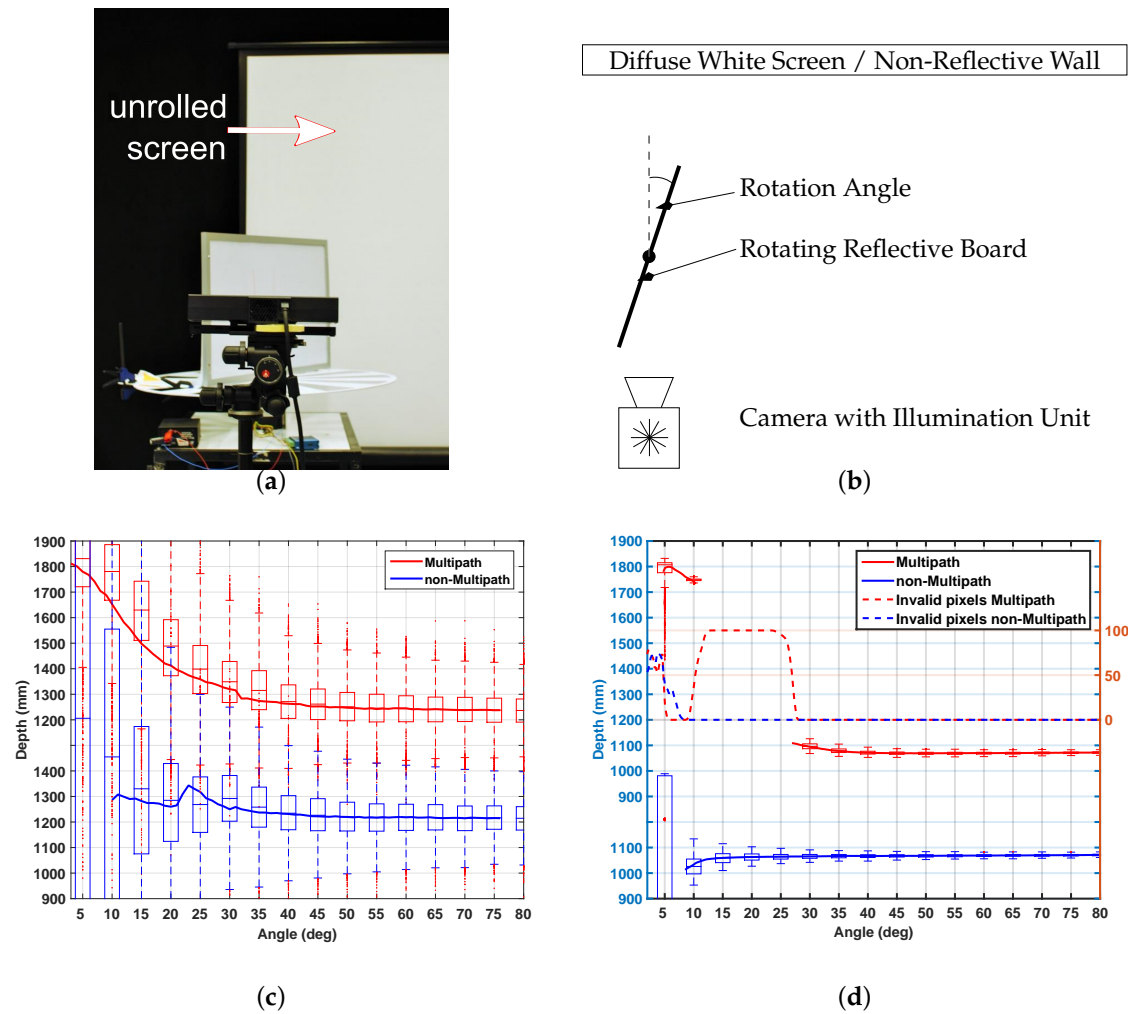 unrolled
screen
(a)
Diffuse White Screen / Non-Reflective Wall
Rotation Angle
Rotating Reflective Board
Camera with Illumination Unit
(b)
1900
1800
1700
1600
1500
1400
1300
1200
1400
1300
1200
1100
1000
900
Depth (mm)
5 10 15 20 25 30 35 40 45 50 55 60 65 70 75 80
Angle (deg)
Multipath
non-Multipath
(c)
1900
1800
1700
1600
1500
1400
1300
1200
1100
1000
900
1000
900
Depth (mm)
100
50
0
5 10 15 20 25 30 35 40 45 50 55 60 65 70 75 80
Angle (deg)
Multipath
non-Multipath
Invalid pixels Multipath
Invalid pixels non-Multipath
(d)